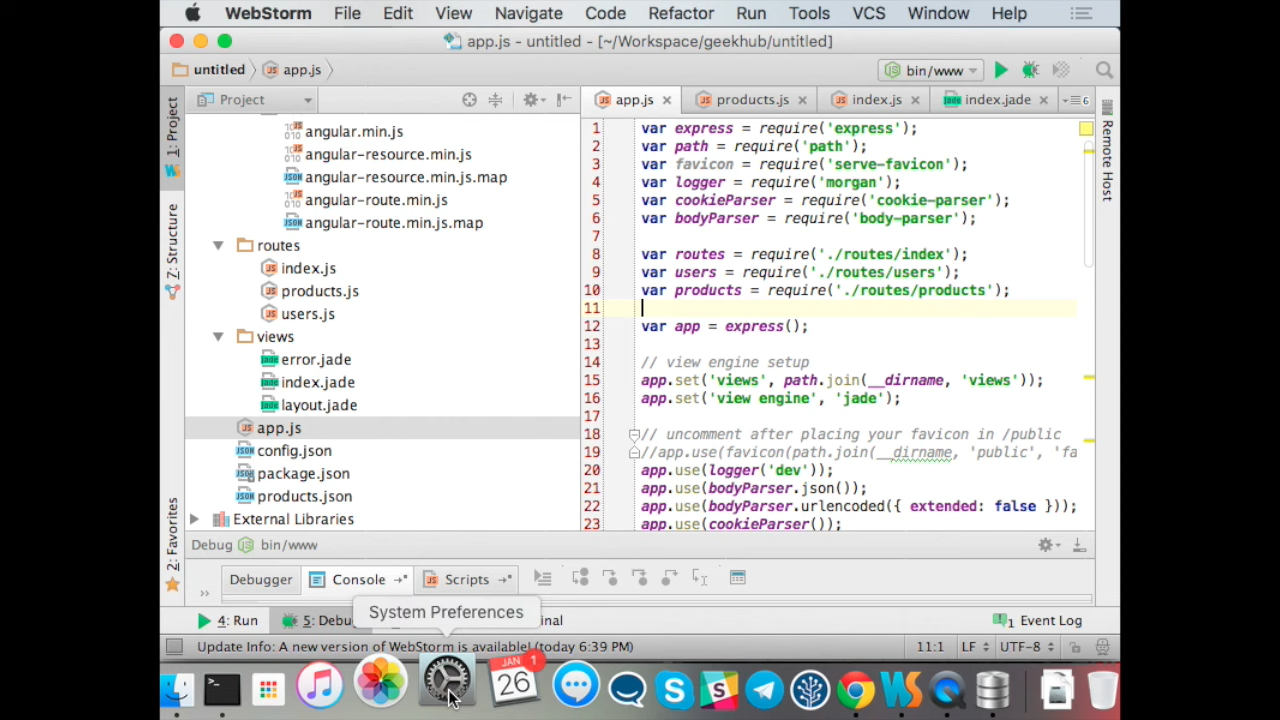 WebStorm File Edit View Navigate Code Refactor Run Tools VCS Window Help
app.js - untitled - [~/Workspace/geekhub/untitled]
untitled app.js bin/www
1: Project
Z: Structure
2: Favorites
Project
angular.min.js
angular-resource.min.js
angular-resource.min.js.map
angular-route.min.js
angular-route.min.js.map
routes
index.js
products.js
users.js
views
error.jade
index.jade
layout.jade
app.js
config.json
package.json
products.json
External Libraries
app.js products.js index.js index.jade 6
1 var express = require('express');
2 var path = require('path');
3 var favicon = require('serve-favicon');
4 var logger = require('morgan');
5 var cookieParser = require('cookie-parser');
6 var bodyParser = require('body-parser');
7
8 var routes = require('./routes/index');
9 var users = require('./routes/users');
10 var products = require('./routes/products');
11
12 var app = express();
13
14 // view engine setup
15 app.set('views', path.join(__dirname, 'views'));
16 app.set('view engine', 'jade');
17
18 // uncomment after placing your favicon in /public
19 //app.use(favicon(path.join(__dirname, 'public', 'fa
20 app.use(logger('dev'));
21 app.use(bodyParser.json());
22 app.use(bodyParser.urlencoded({ extended: false }));
23 app.use(cookieParser());
Remote Host
Debug bin/www
Debugger Console Scripts
System Preferences
4: Run 5: Debu nal 1 Event Log
Update Info: A new version of WebStorm is available! (today 6:39 PM) 11:1 LF UTF-8
JAN 1
26